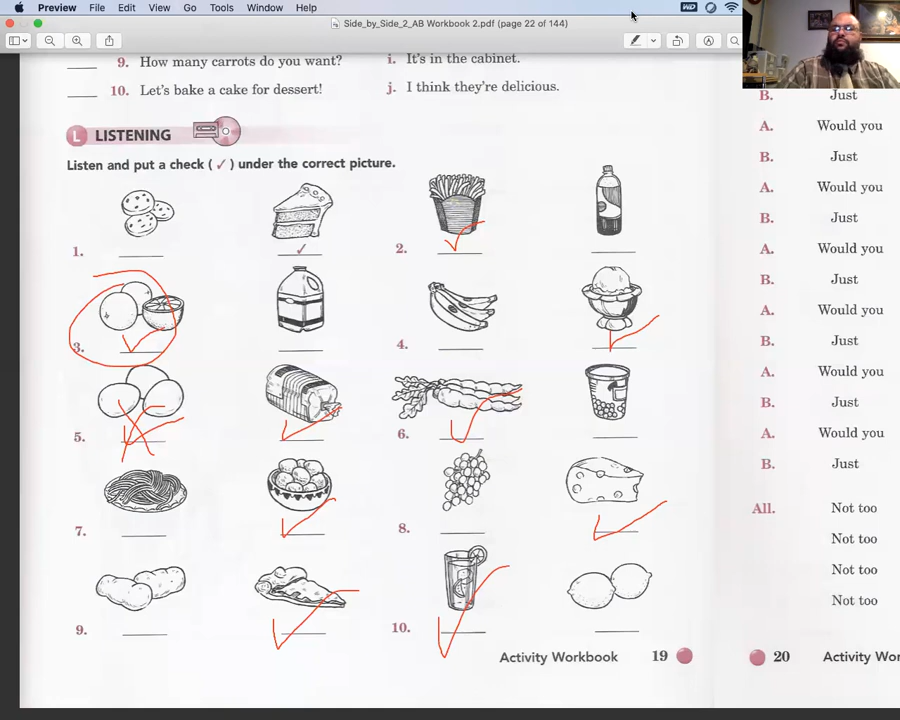 Preview File Edit View Go Tools Window Help
Side_by_Side_2_AB Workbook 2.pdf (page 22 of 144)
9. How many carrots do you want? i. It's in the cabinet.
10. Let's bake a cake for dessert! j. I think they're delicious.
L LISTENING
Listen and put a check ( ✓ ) under the correct picture.
1. ✓
2.
3.
4.
5.
6.
7.
8.
9.
10.
Activity Workbook 19
B. Just
A. Would you
B. Just
A. Would you
B. Just
A. Would you
B. Just
A. Would you
B. Just
A. Would you
B. Just
A. Would you
B. Just
All. Not too
Not too
Not too
Not too
20 Activity Wor